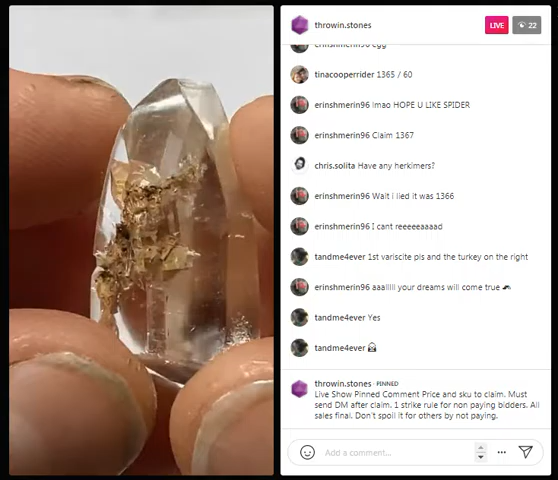 throwin.stones
LIVE
22
erinshmerin96 egg
tinacooperrider 1365 / 60
erinshmerin96 lmao HOPE U LIKE SPIDER
erinshmerin96 Claim 1367
chris.solita Have any herkimers?
erinshmerin96 Wait i lied it was 1366
erinshmerin96 I cant reeeeeaaaad
tandme4ever 1st variscite pls and the turkey on the right
erinshmerin96 aaalllll your dreams will come true
tandme4ever Yes
tandme4ever
throwin.stones · PINNED
Live Show Pinned Comment Price and sku to claim. Must
send DM after claim. 1 strike rule for non paying bidders. All
sales final. Don't spoil it for others by not paying.
Add a comment...